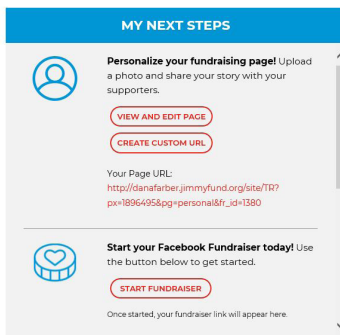 MY NEXT STEPS
Personalize your fundraising page! Upload
a photo and share your story with your
supporters.
VIEW AND EDIT PAGE
CREATE CUSTOM URL
Your Page URL:
http://danafarber.jimmyfund.org/site/TR?
px=1896495&pg=personal&fr_id=1380
Start your Facebook Fundraiser today! Use
the button below to get started.
START FUNDRAISER
Once started, your fundraiser link will appear here.